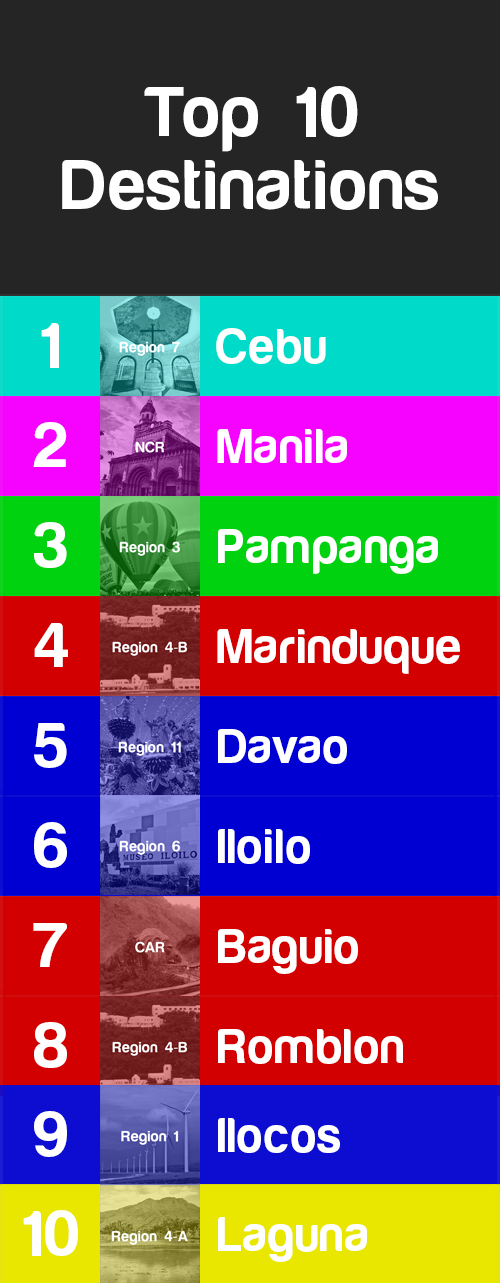 Top 10
Destinations
1 Region 7 Cebu
2 NCR Manila
3 Region 3 Pampanga
4 Region 4-B Marinduque
5 Region 11 Davao
6 Region 6 Iloilo
MUSEO ILOILO
7 CAR Baguio
8 Region 4-B Romblon
9 Region 1 Ilocos
10 Region 4-A Laguna